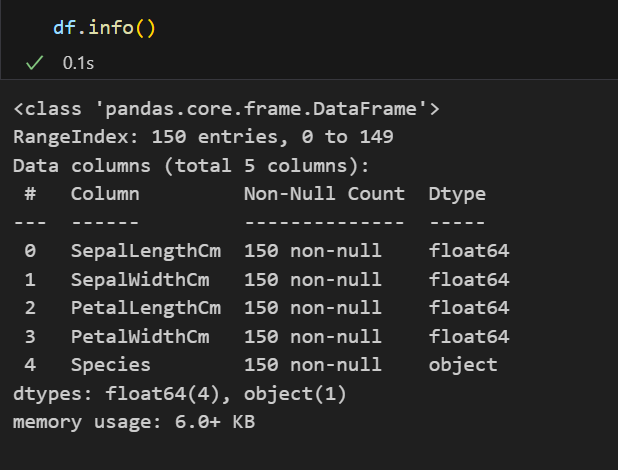 df.info()
0.1s
<class 'pandas.core.frame.DataFrame'>
RangeIndex: 150 entries, 0 to 149
Data columns (total 5 columns):
 #   Column         Non-Null Count  Dtype
---  ------         --------------  -----
 0   SepalLengthCm  150 non-null    float64
 1   SepalWidthCm   150 non-null    float64
 2   PetalLengthCm  150 non-null    float64
 3   PetalWidthCm   150 non-null    float64
 4   Species        150 non-null    object
dtypes: float64(4), object(1)
memory usage: 6.0+ KB